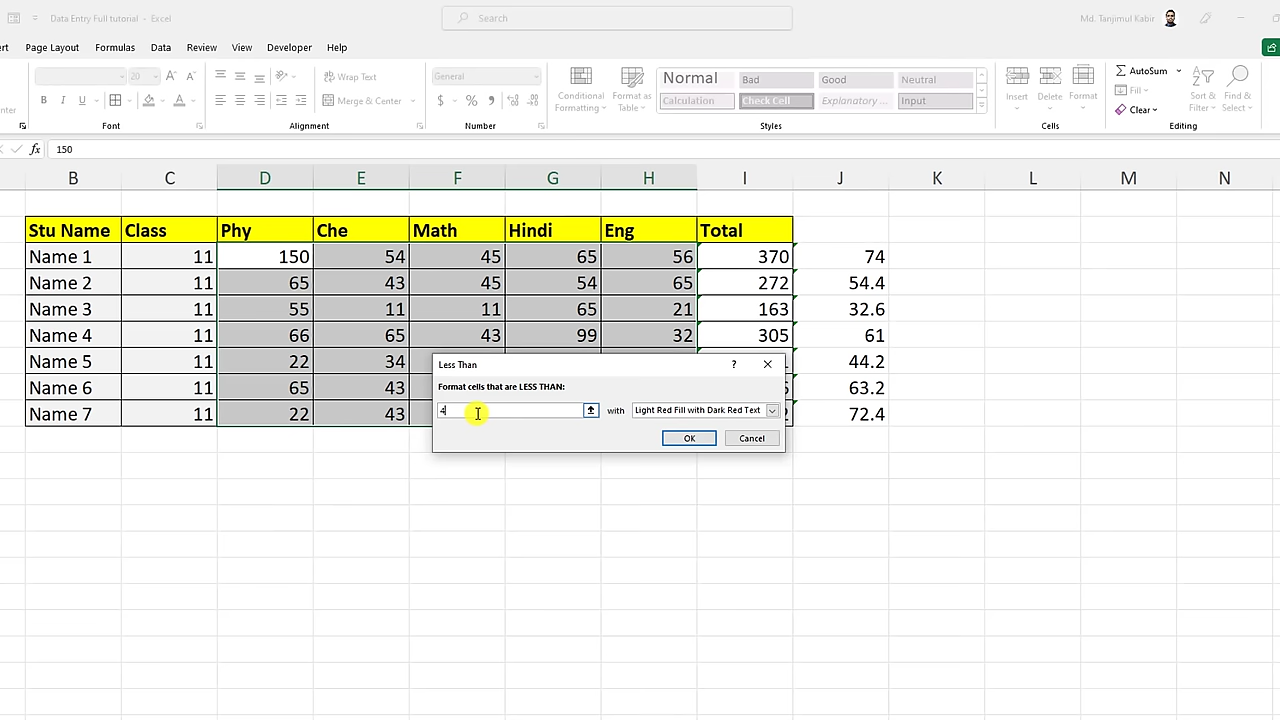 Data Entry Full tutorial - Excel
Search
Md. Tanjimul Kabir
Page Layout Formulas Data Review View Developer Help
20 A A Wrap Text General Conditional Formatting Format as Table Normal Bad Good Neutral Insert Delete Format AutoSum Sort & Filter Find & Select
B I U A Merge & Center $ % Calculation Check Cell Explanatory ... Input Fill
Clear
Font Alignment Number Styles Cells Editing
fx 150
B C D E F G H I J K L M N
Stu Name Class Phy Che Math Hindi Eng Total
Name 1 11 150 54 45 65 56 370 74
Name 2 11 65 43 45 54 65 272 54.4
Name 3 11 55 11 11 65 21 163 32.6
Name 4 11 66 65 43 99 32 305 61
Name 5 11 22 34 44.2
Name 6 11 65 43 63.2
Name 7 11 22 43 72.4
Less Than ?
Format cells that are LESS THAN:
4 with Light Red Fill with Dark Red Text
OK Cancel